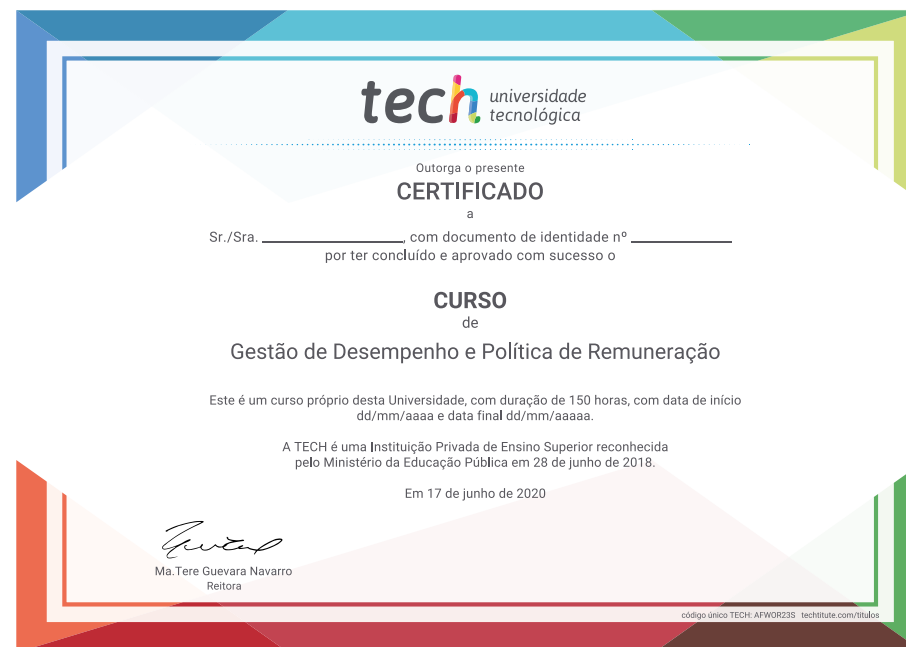 tech universidade
tecnológica
Outorga o presente
CERTIFICADO
a
Sr./Sra. ____________________, com documento de identidade nº ______________
por ter concluído e aprovado com sucesso o
CURSO
de
Gestão de Desempenho e Política de Remuneração
Este é um curso próprio desta Universidade, com duração de 150 horas, com data de início
dd/mm/aaaa e data final dd/mm/aaaaa.
A TECH é uma Instituição Privada de Ensino Superior reconhecida
pelo Ministério da Educação Pública em 28 de junho de 2018.
Em 17 de junho de 2020
Ma.Tere Guevara Navarro
Reitora
código único TECH: AFWOR23S techtitute.com/títulos